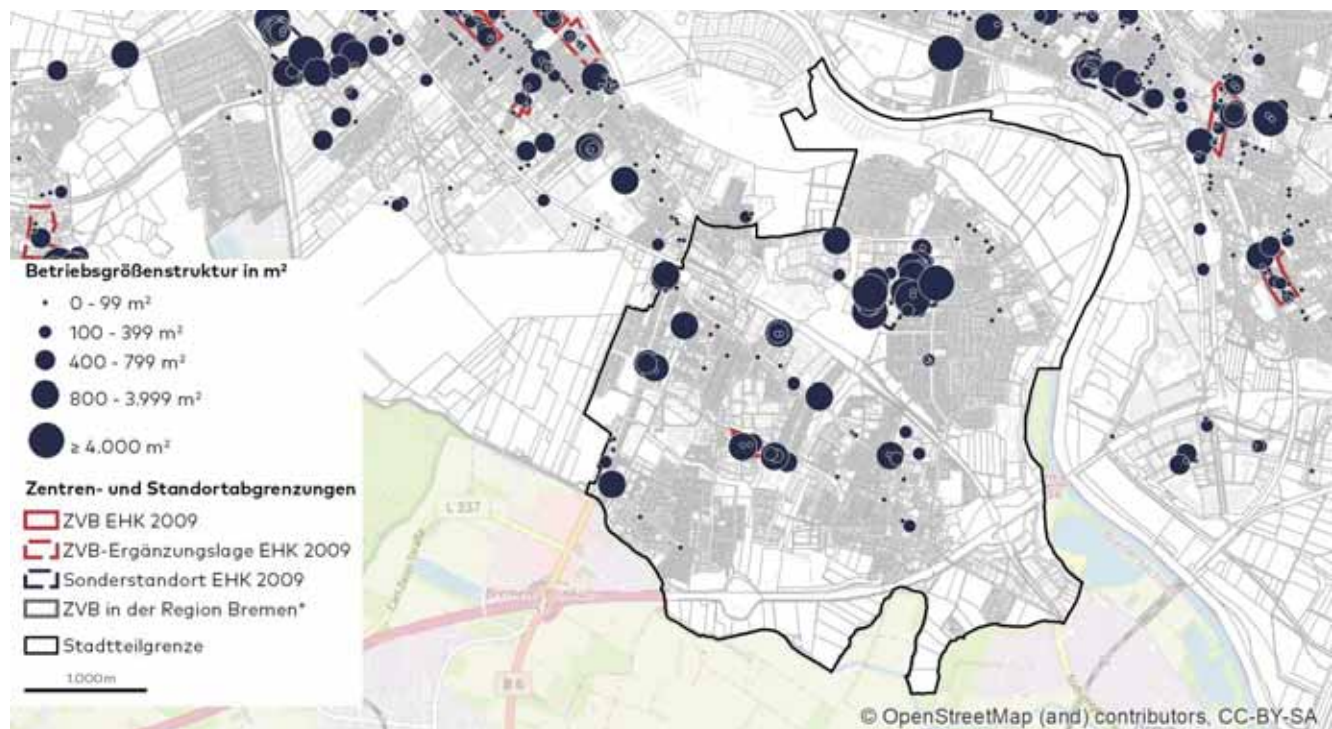 Betriebsgrößenstruktur in m²
0 - 99 m²
100 - 399 m²
400 - 799 m²
800 - 3.999 m²
≥ 4.000 m²
Zentren- und Standortabgrenzungen
ZVB EHK 2009
ZVB-Ergänzungslage EHK 2009
Sonderstandort EHK 2009
ZVB in der Region Bremen*
Stadtteilgrenze
1.000m
L 337
B 6
© OpenStreetMap (and) contributors, CC-BY-SA